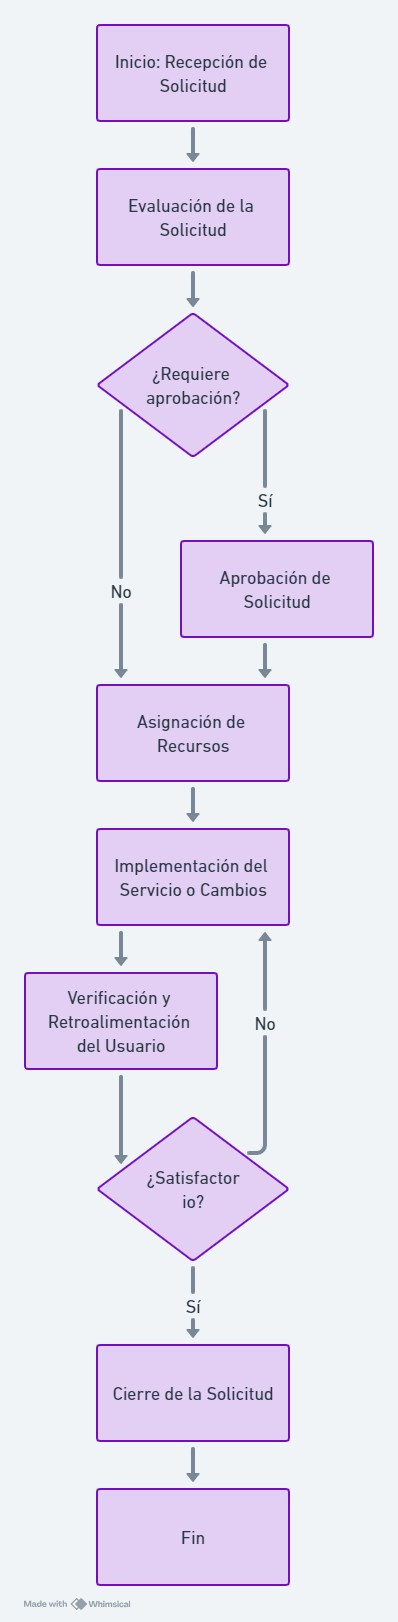 Inicio: Recepción de
Solicitud
Evaluación de la
Solicitud
¿Requiere
aprobación?
Sí
Aprobación de
Solicitud
No
Asignación de
Recursos
Implementación del
Servicio o Cambios
Verificación y
Retroalimentación
del Usuario
No
¿Satisfactor
io?
Sí
Cierre de la Solicitud
Fin
Made with Whimsical